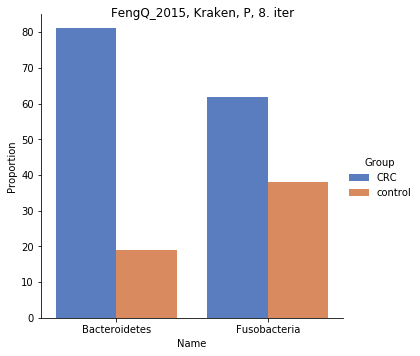 FengQ_2015, Kraken, P, 8. iter
80
70
60
50
40
30
20
10
0
Proportion
Bacteroidetes
Fusobacteria
Name
Group
CRC
control